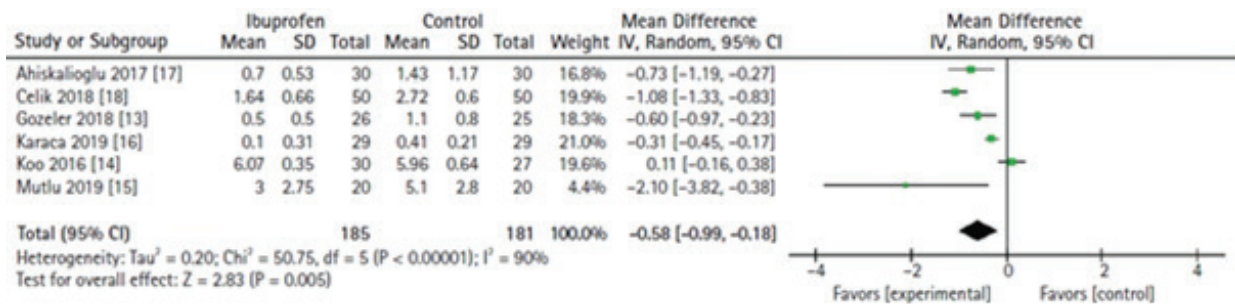 Ibuprofen Control Mean Difference Mean Difference
Study or Subgroup Mean SD Total Mean SD Total Weight IV, Random, 95% CI IV, Random, 95% CI
Ahiskalioglu 2017 [17] 0.7 0.53 30 1.43 1.17 30 16.8% −0.73 [−1.19, −0.27]
Celik 2018 [18] 1.64 0.66 50 2.72 0.6 50 19.9% −1.08 [−1.33, −0.83]
Gozeler 2018 [13] 0.5 0.5 26 1.1 0.8 25 18.3% −0.60 [−0.97, −0.23]
Karaca 2019 [16] 0.1 0.31 29 0.41 0.21 29 21.0% −0.31 [−0.45, −0.17]
Koo 2016 [14] 6.07 0.35 30 5.96 0.64 27 19.6% 0.11 [−0.16, 0.38]
Mutlu 2019 [15] 3 2.75 20 5.1 2.8 20 4.4% −2.10 [−3.82, −0.38]
Total (95% CI) 185 181 100.0% −0.58 [−0.99, −0.18]
Heterogeneity: Tau² = 0.20; Chi² = 50.75, df = 5 (P < 0.00001); I² = 90%
Test for overall effect: Z = 2.83 (P = 0.005)
−4 −2 0 2 4
Favors [experimental] Favors [control]